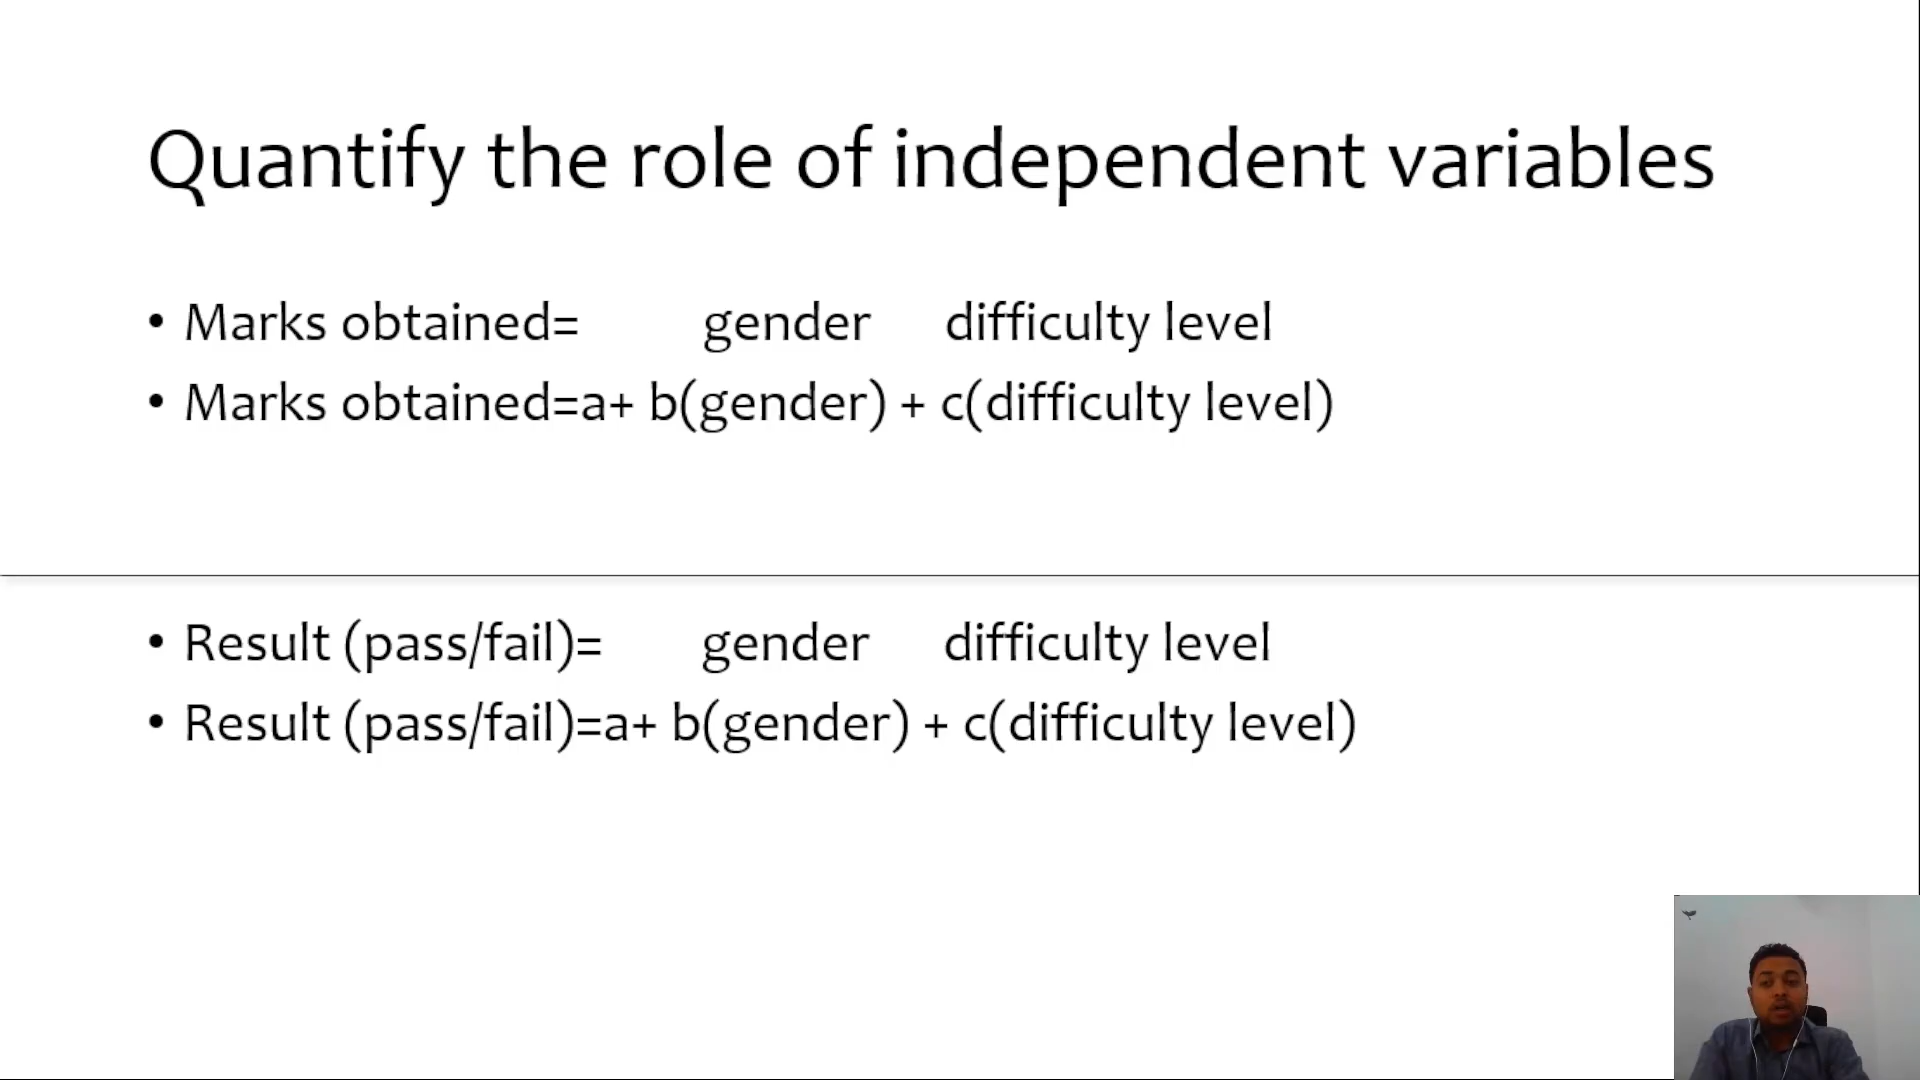 Quantify the role of independent variables
• Marks obtained= gender difficulty level
• Marks obtained=a+ b(gender) + c(difficulty level)
• Result (pass/fail)= gender difficulty level
• Result (pass/fail)=a+ b(gender) + c(difficulty level)